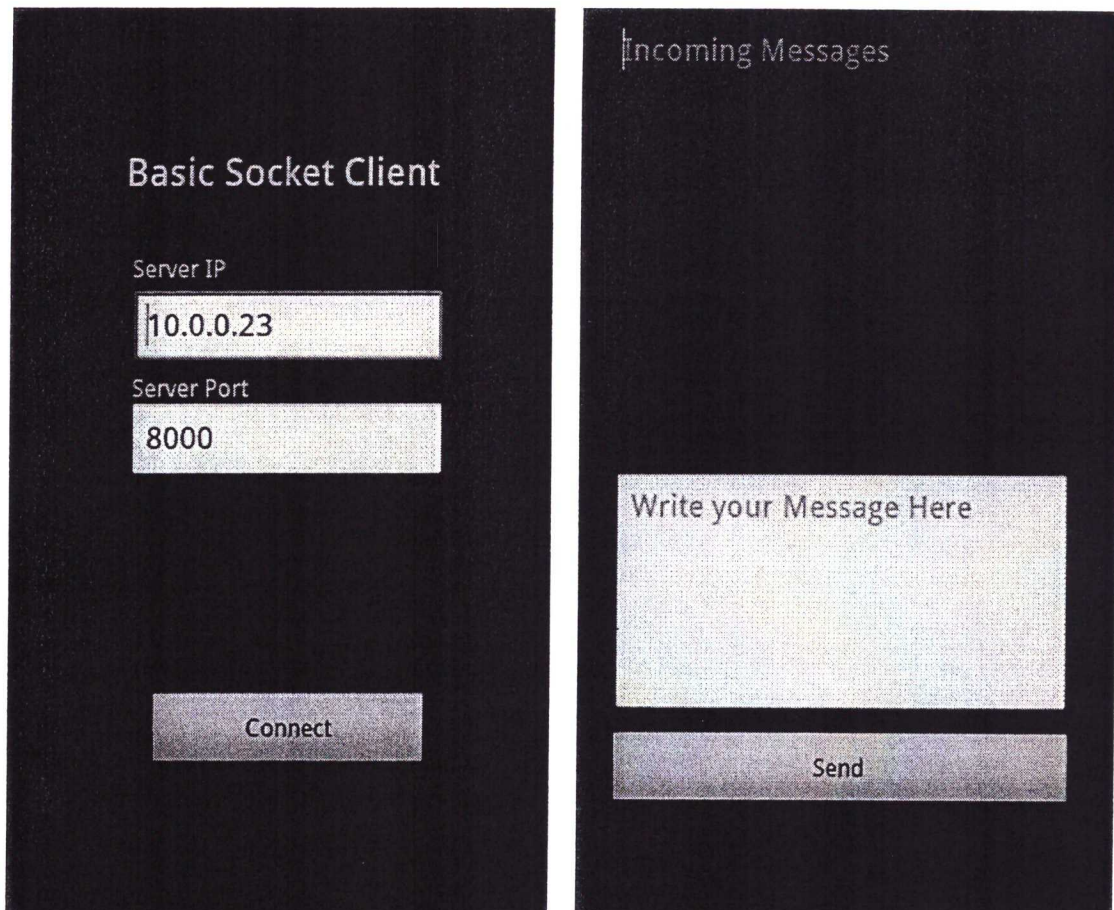 Basic Socket Client
Server IP
10.0.0.23
Server Port
8000
Connect
Incoming Messages
Write your Message Here
Send